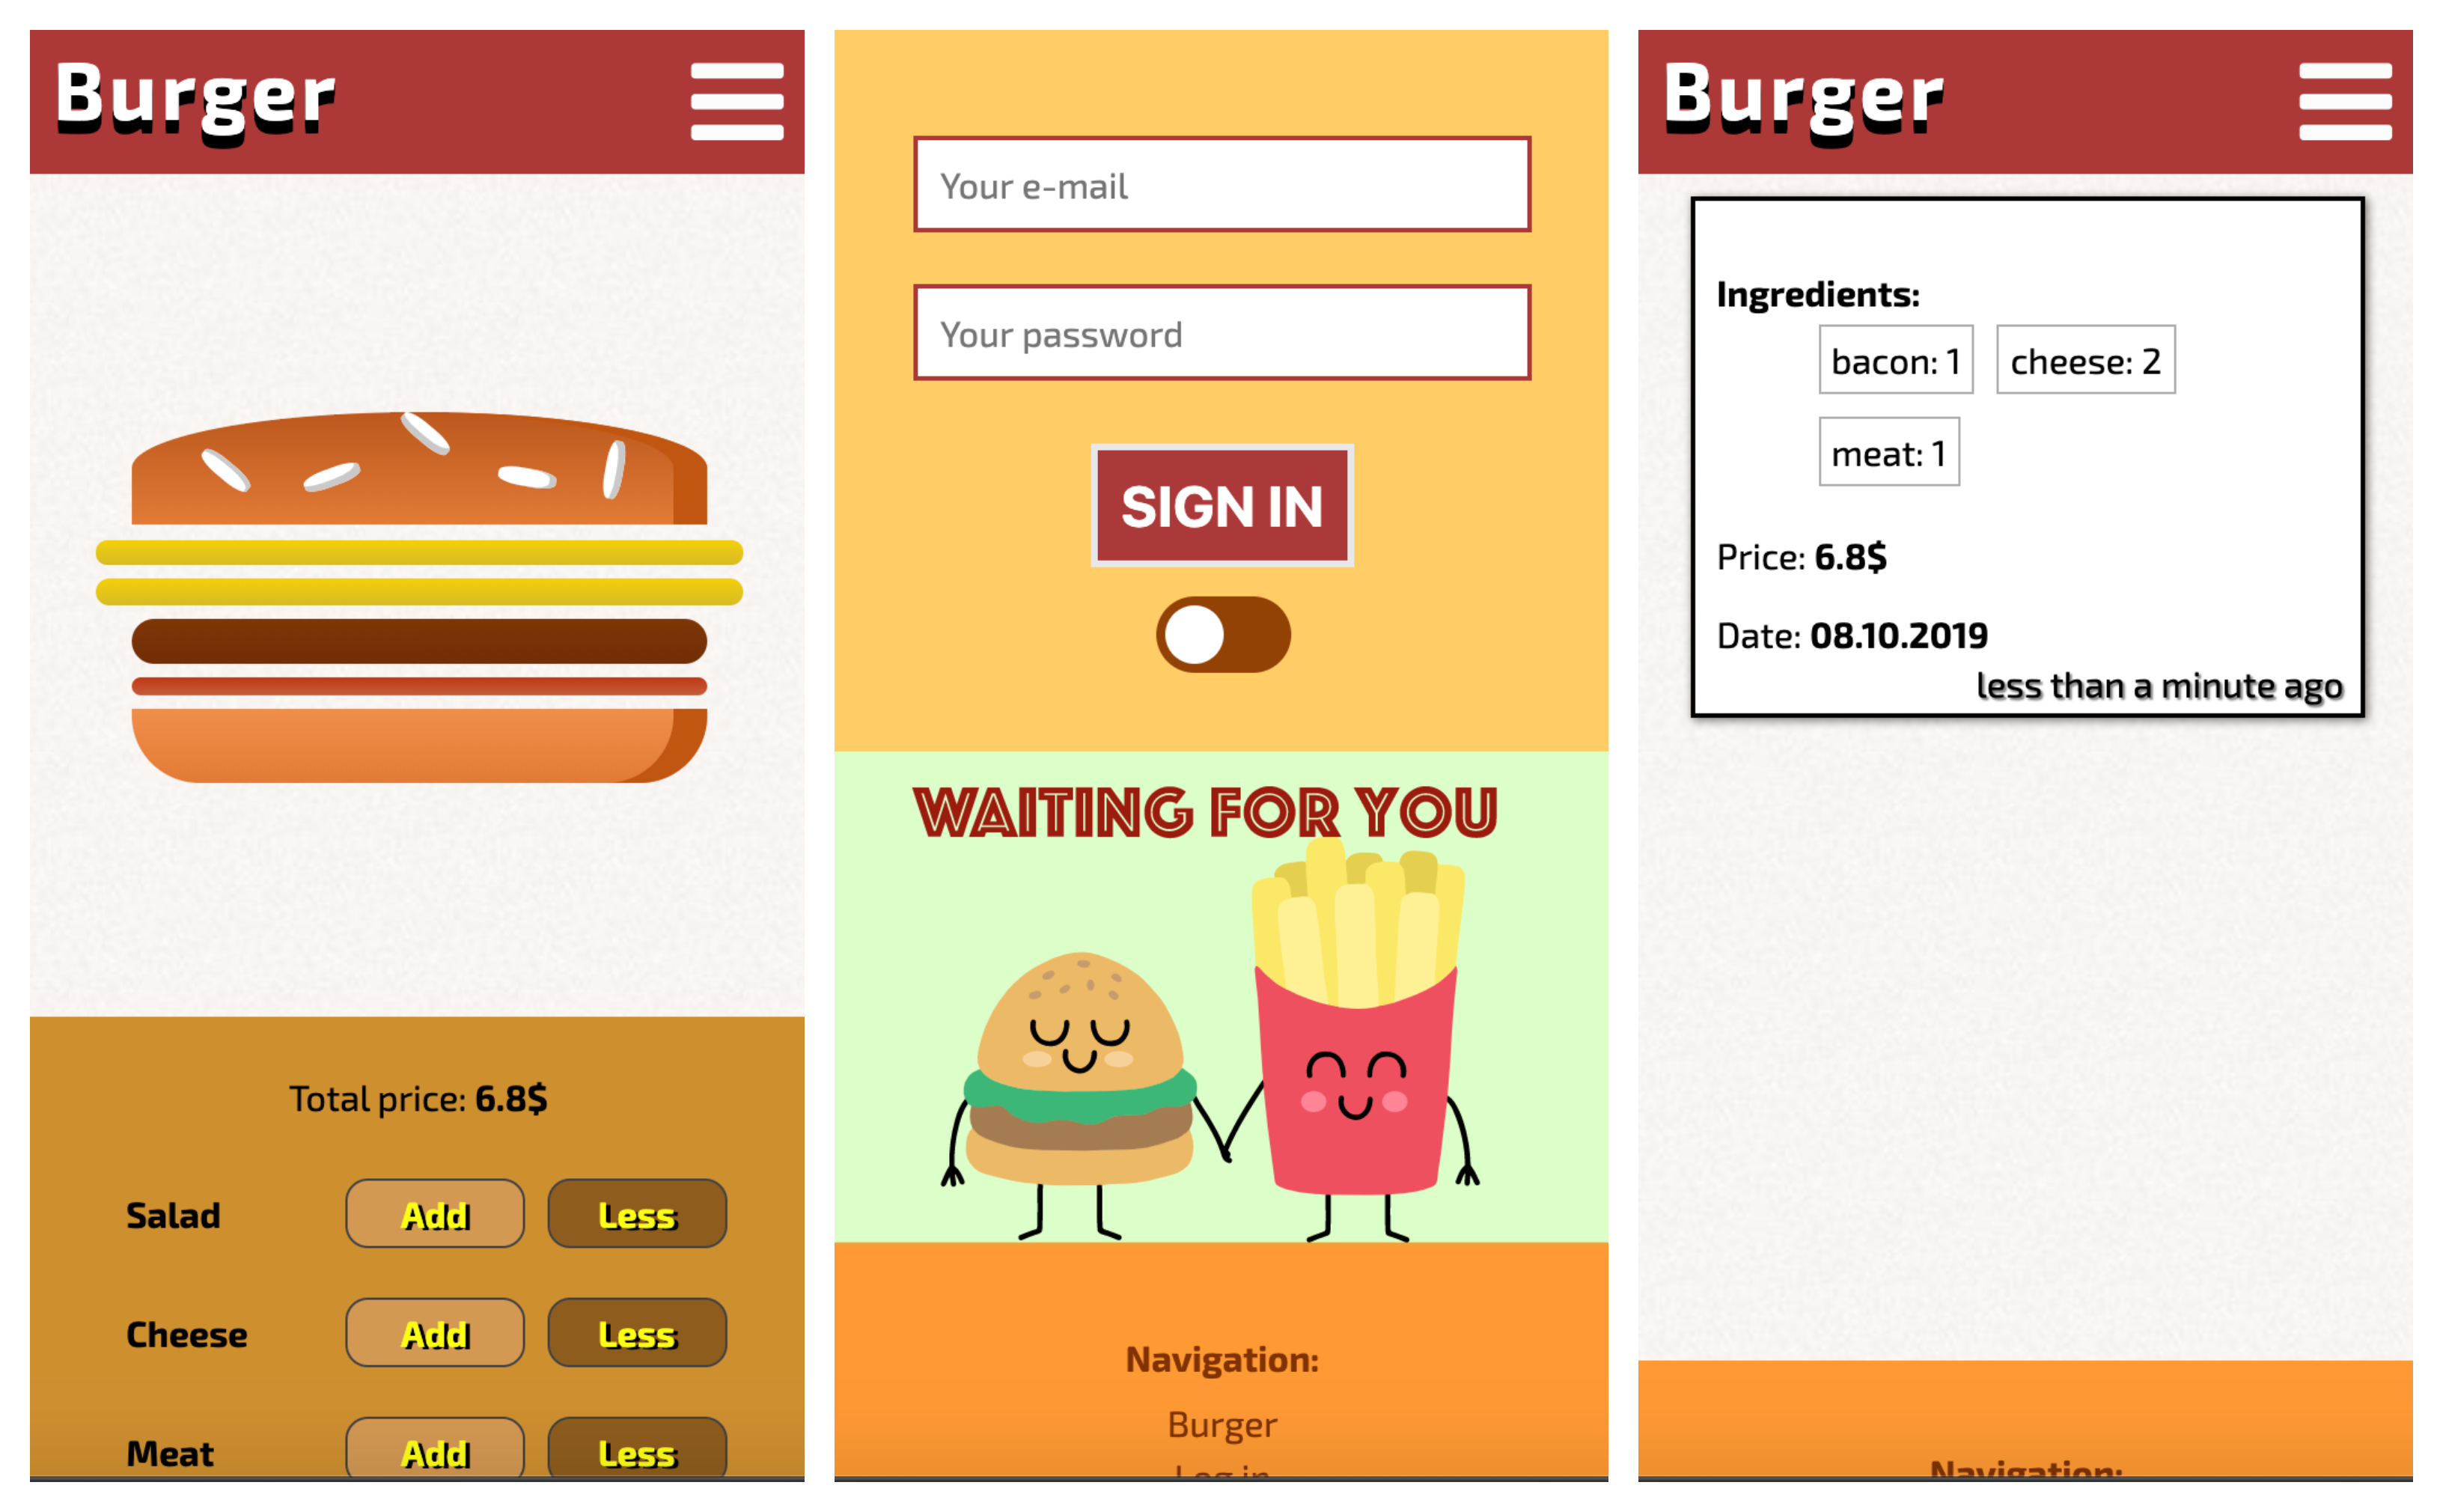 Burger
Total price: 6.8$
Salad Add Less
Cheese Add Less
Meat Add Less
Your e-mail
Your password
SIGN IN
WAITING FOR YOU
Navigation:
Burger
Log in
Burger
Ingredients:
bacon: 1 cheese: 2
meat: 1
Price: 6.8$
Date: 08.10.2019
less than a minute ago
Navigation: